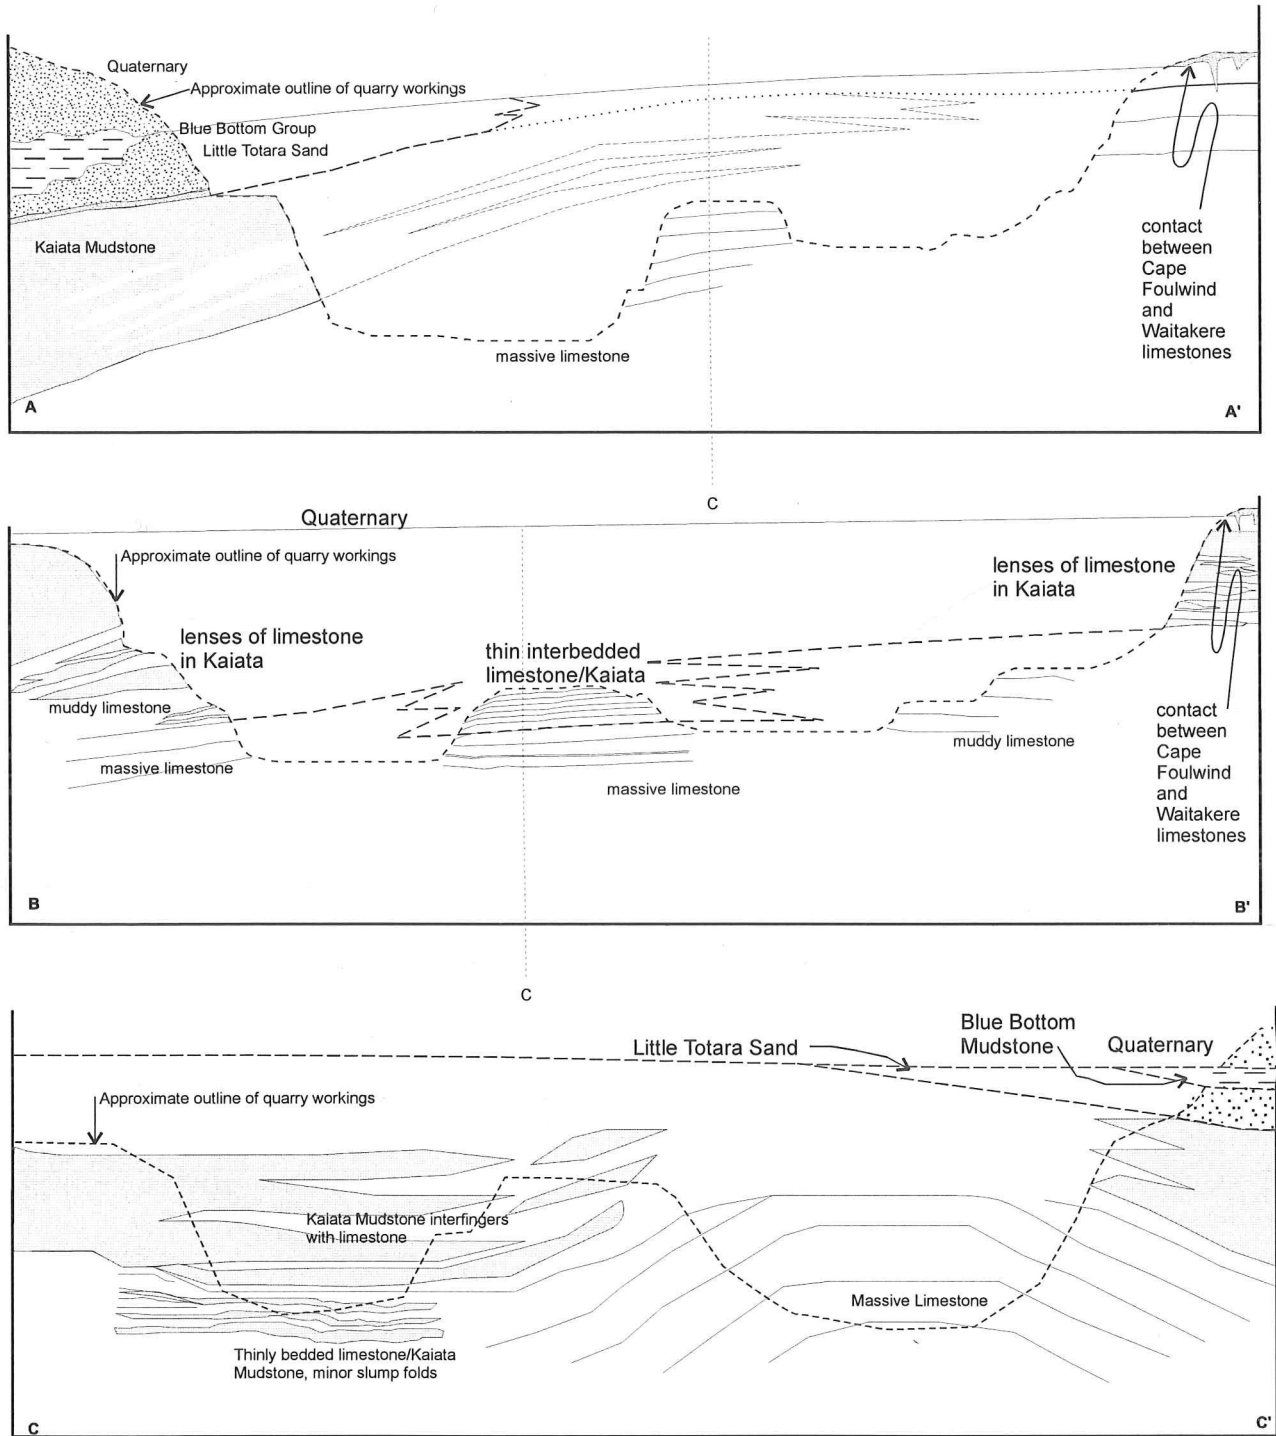 Quaternary
Approximate outline of quarry workings
Blue Bottom Group
Little Totara Sand
Kaiata Mudstone
massive limestone
contact
between
Cape
Foulwind
and
Waitakere
limestones
A
A'
C
Quaternary
Approximate outline of quarry workings
lenses of limestone
in Kaiata
lenses of limestone
in Kaiata
thin interbedded
limestone/Kaiata
muddy limestone
massive limestone
muddy limestone
massive limestone
contact
between
Cape
Foulwind
and
Waitakere
limestones
B
B'
C
Little Totara Sand
Blue Bottom
Mudstone
Quaternary
Approximate outline of quarry workings
Kaiata Mudstone interfingers
with limestone
Massive Limestone
Thinly bedded limestone/Kaiata
Mudstone, minor slump folds
C
C'